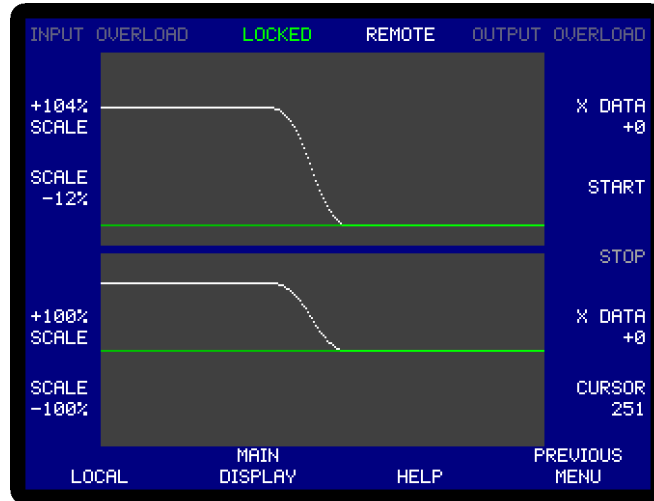 INPUT OVERLOAD LOCKED REMOTE OUTPUT OVERLOAD
+104%
SCALE
X DATA
+0
SCALE
-12%
START
STOP
+100%
SCALE
X DATA
+0
SCALE
-100%
CURSOR
251
LOCAL
MAIN
DISPLAY
HELP
PREVIOUS
MENU